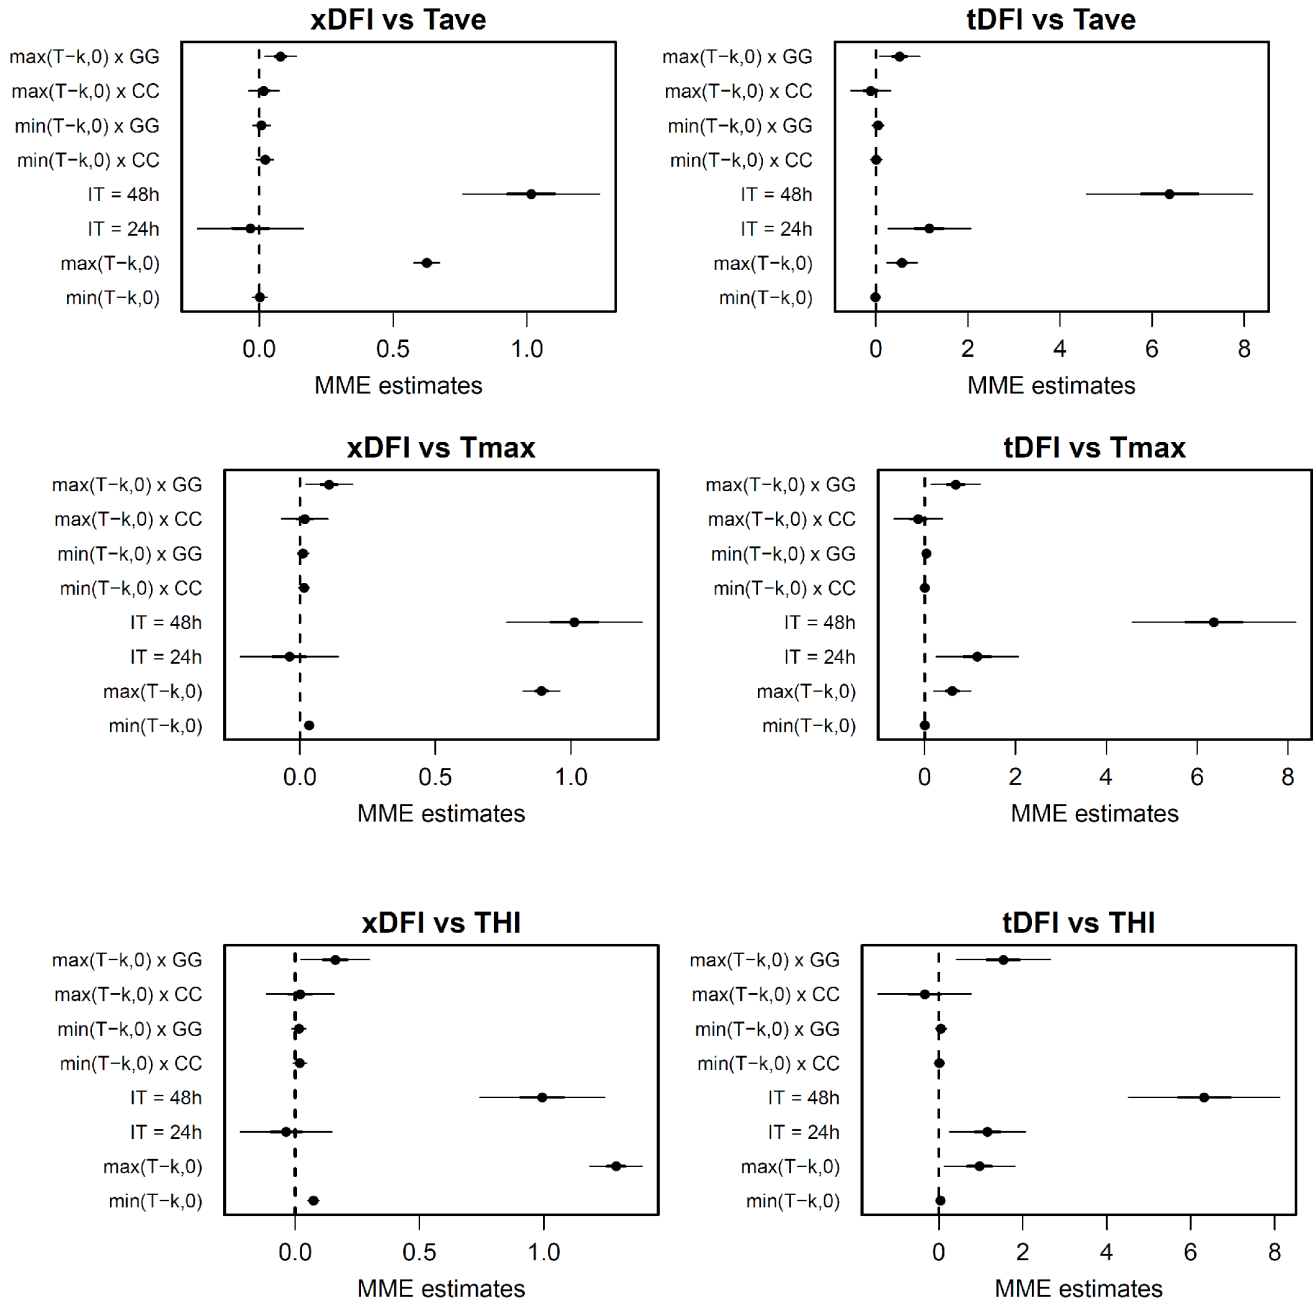 xDFI vs Tave
max(T−k,0) x GG
max(T−k,0) x CC
min(T−k,0) x GG
min(T−k,0) x CC
IT = 48h
IT = 24h
max(T−k,0)
min(T−k,0)
0.0 0.5 1.0
MME estimates
tDFI vs Tave
max(T−k,0) x GG
max(T−k,0) x CC
min(T−k,0) x GG
min(T−k,0) x CC
IT = 48h
IT = 24h
max(T−k,0)
min(T−k,0)
0 2 4 6 8
MME estimates
xDFI vs Tmax
max(T−k,0) x GG
max(T−k,0) x CC
min(T−k,0) x GG
min(T−k,0) x CC
IT = 48h
IT = 24h
max(T−k,0)
min(T−k,0)
0.0 0.5 1.0
MME estimates
tDFI vs Tmax
max(T−k,0) x GG
max(T−k,0) x CC
min(T−k,0) x GG
min(T−k,0) x CC
IT = 48h
IT = 24h
max(T−k,0)
min(T−k,0)
0 2 4 6 8
MME estimates
xDFI vs THI
max(T−k,0) x GG
max(T−k,0) x CC
min(T−k,0) x GG
min(T−k,0) x CC
IT = 48h
IT = 24h
max(T−k,0)
min(T−k,0)
0.0 0.5 1.0
MME estimates
tDFI vs THI
max(T−k,0) x GG
max(T−k,0) x CC
min(T−k,0) x GG
min(T−k,0) x CC
IT = 48h
IT = 24h
max(T−k,0)
min(T−k,0)
0 2 4 6 8
MME estimates